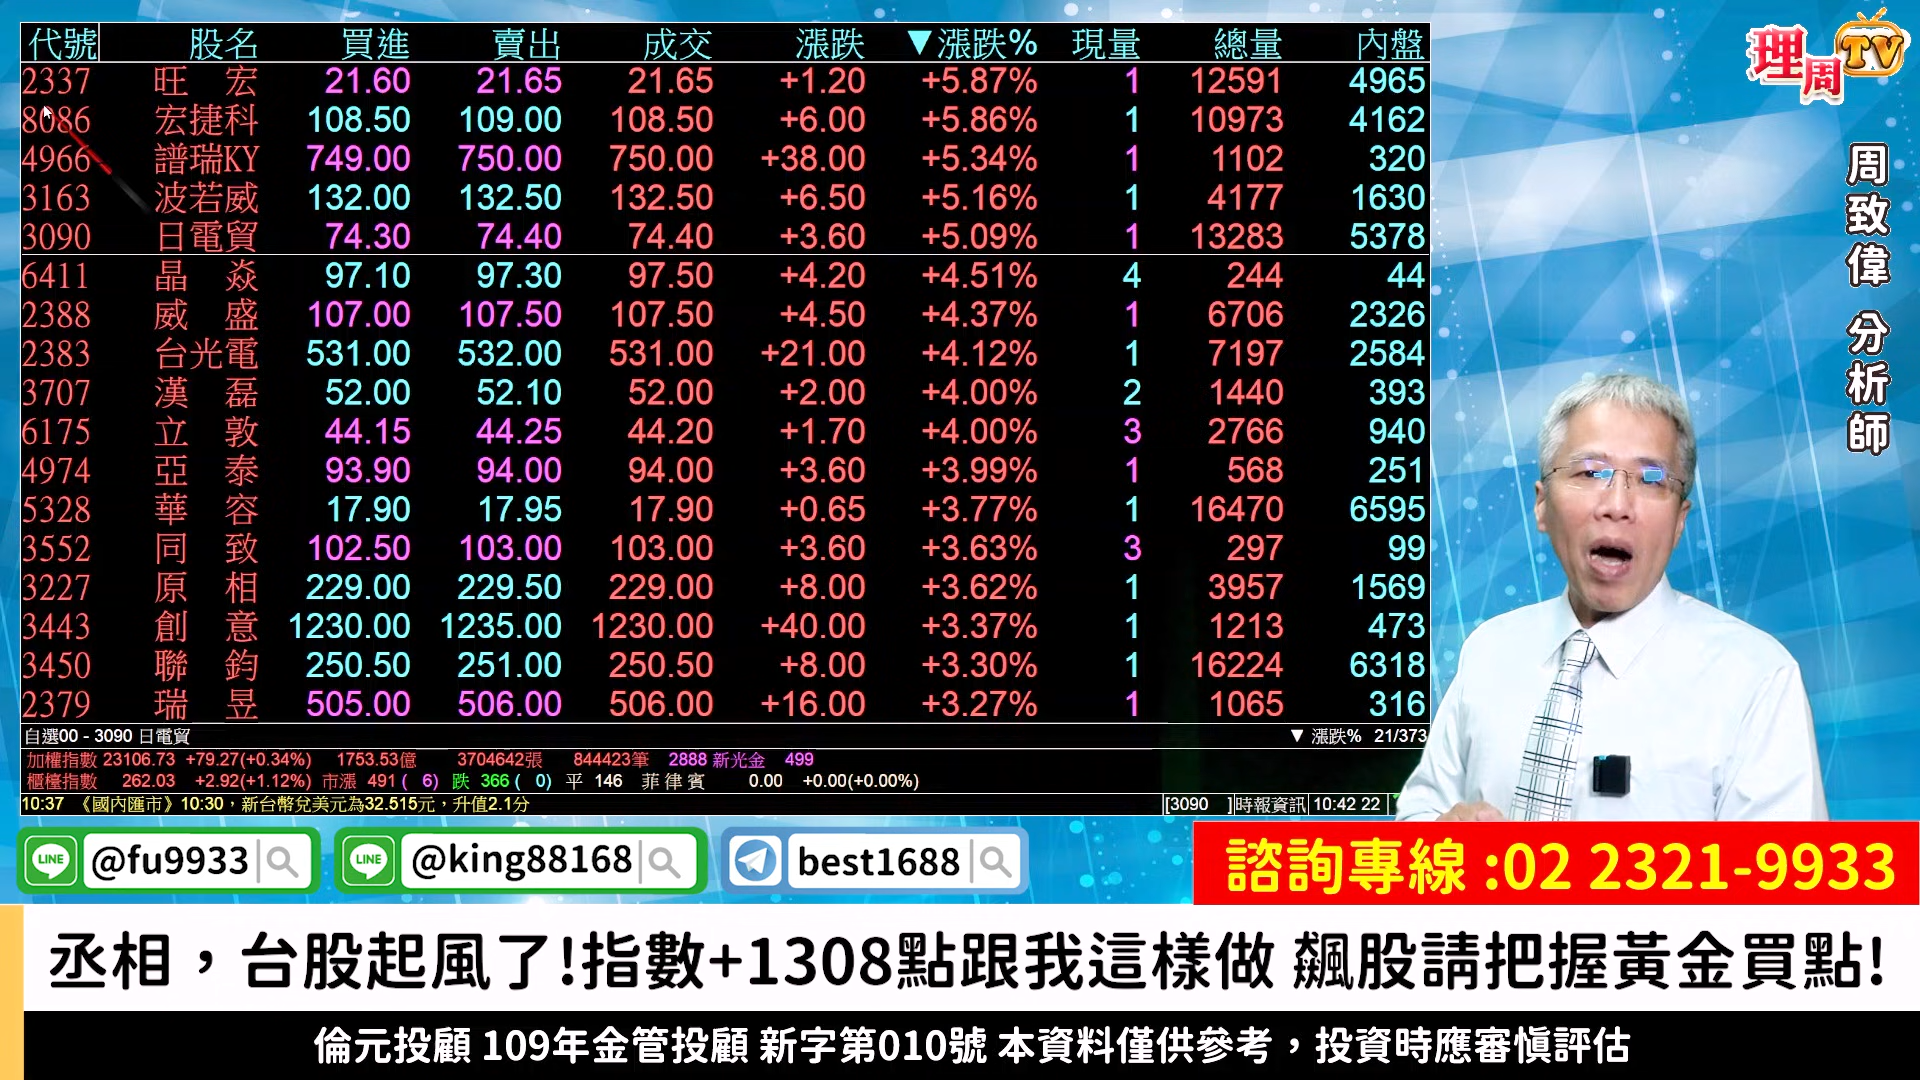 代號 股名 買進 賣出 成交 漲跌 ▼漲跌% 現量 總量 內盤
2337 旺宏 21.60 21.65 21.65 +1.20 +5.87% 1 12591 4965
8086 宏捷科 108.50 109.00 108.50 +6.00 +5.86% 1 10973 4162
4966 譜瑞KY 749.00 750.00 750.00 +38.00 +5.34% 1 1102 320
3163 波若威 132.00 132.50 132.50 +6.50 +5.16% 1 4177 1630
3090 日電貿 74.30 74.40 74.40 +3.60 +5.09% 1 13283 5378
6411 晶焱 97.10 97.30 97.50 +4.20 +4.51% 4 244 44
2388 威盛 107.00 107.50 107.50 +4.50 +4.37% 1 6706 2326
2383 台光電 531.00 532.00 531.00 +21.00 +4.12% 1 7197 2584
3707 漢磊 52.00 52.10 52.00 +2.00 +4.00% 2 1440 393
6175 立敦 44.15 44.25 44.20 +1.70 +4.00% 3 2766 940
4974 亞泰 93.90 94.00 94.00 +3.60 +3.99% 1 568 251
5328 華容 17.90 17.95 17.90 +0.65 +3.77% 1 16470 6595
3552 同致 102.50 103.00 103.00 +3.60 +3.63% 3 297 99
3227 原相 229.00 229.50 229.00 +8.00 +3.62% 1 3957 1569
3443 創意 1230.00 1235.00 1230.00 +40.00 +3.37% 1 1213 473
3450 聯鈞 250.50 251.00 250.50 +8.00 +3.30% 1 16224 6318
2379 瑞昱 505.00 506.00 506.00 +16.00 +3.27% 1 1065 316
自選00 - 3090 日電貿 ▼ 漲跌% 21/373
加權指數 23106.73 +79.27(+0.34%) 1753.53億 3704642張 844423筆 2888 新光金 499
櫃檯指數 262.03 +2.92(+1.12%) 市漲 491( 6) 跌 366( 0) 平 146 菲律賓 0.00 +0.00(+0.00%)
10:37 《國內匯市》10:30，新台幣兌美元為32.515元，升值2.1分 [3090 ]時報資訊 10:42 22
理周TV
周致偉 分析師
LINE @fu9933
LINE @king88168
best1688
諮詢專線:02 2321-9933
丞相，台股起風了!指數+1308點跟我這樣做 飆股請把握黃金買點!
倫元投顧 109年金管投顧 新字第010號 本資料僅供參考，投資時應審慎評估